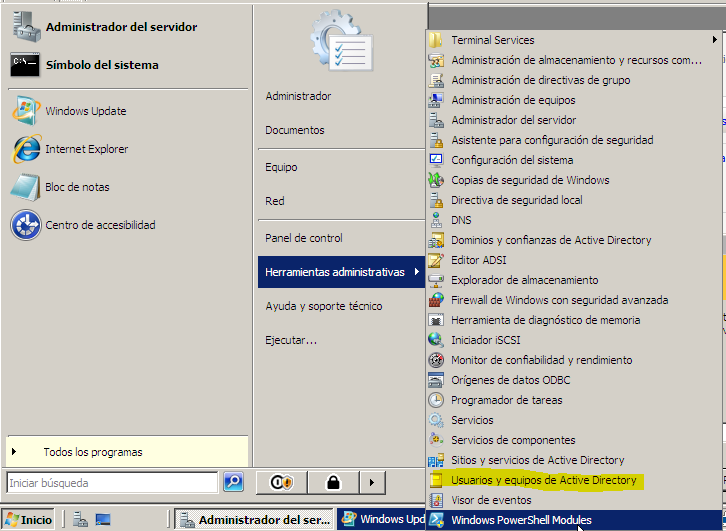 Administrador del servidor
Símbolo del sistema
C:\.
Windows Update
Internet Explorer
Bloc de notas
Centro de accesibilidad
Todos los programas
Iniciar búsqueda
Administrador
Documentos
Equipo
Red
Panel de control
Herramientas administrativas
Ayuda y soporte técnico
Ejecutar...
Terminal Services
Administración de almacenamiento y recursos com...
Administración de directivas de grupo
Administración de equipos
Administrador del servidor
Asistente para configuración de seguridad
Configuración del sistema
Copias de seguridad de Windows
Directiva de seguridad local
DNS
Dominios y confianzas de Active Directory
Editor ADSI
Explorador de almacenamiento
Firewall de Windows con seguridad avanzada
Herramienta de diagnóstico de memoria
Iniciador iSCSI
Monitor de confiabilidad y rendimiento
Orígenes de datos ODBC
Programador de tareas
Servicios
Servicios de componentes
Sitios y servicios de Active Directory
Usuarios y equipos de Active Directory
Visor de eventos
Windows PowerShell Modules
Inicio
Administrador del ser...
Windows Upd